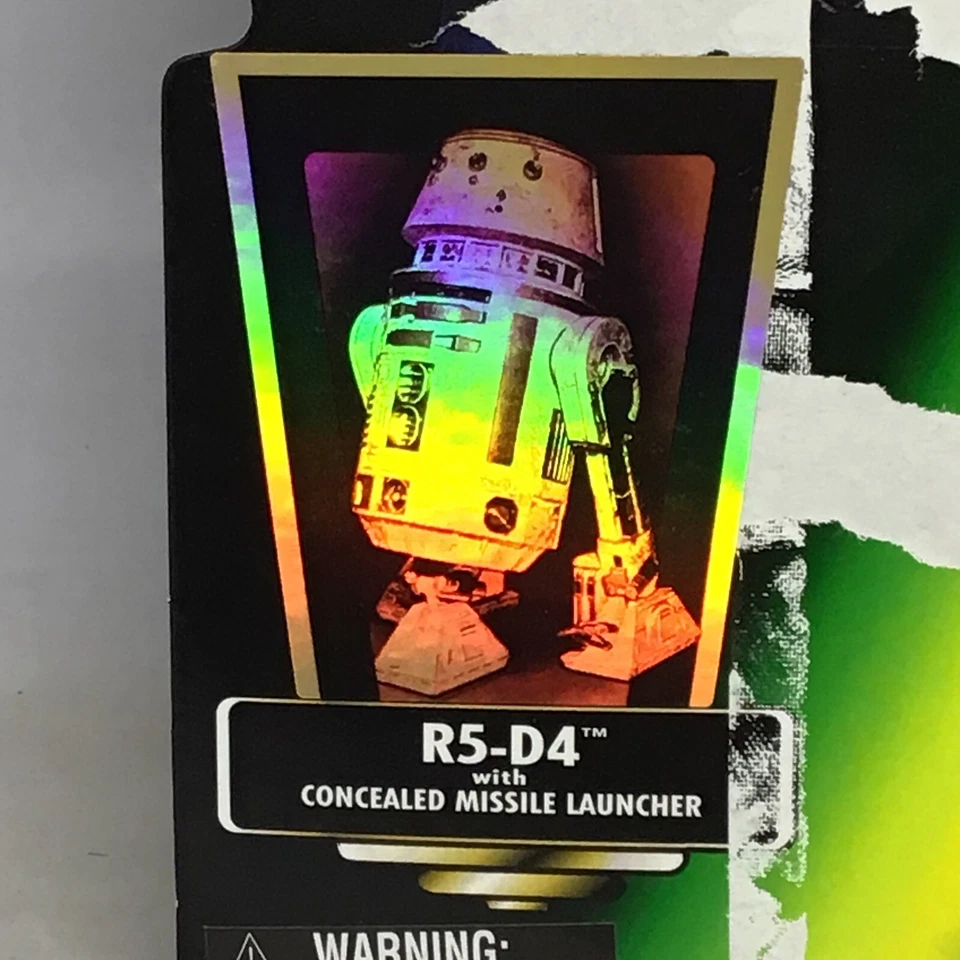 R5-D4™
with
CONCEALED MISSILE LAUNCHER
WARNING: